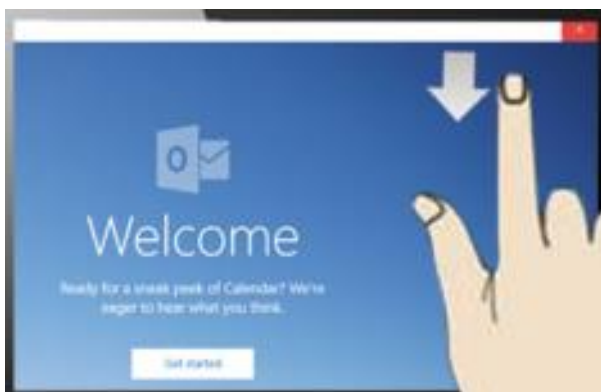 O
Welcome
Ready for a sneak peek of Calendar? We're
eager to hear what you think.
Get started